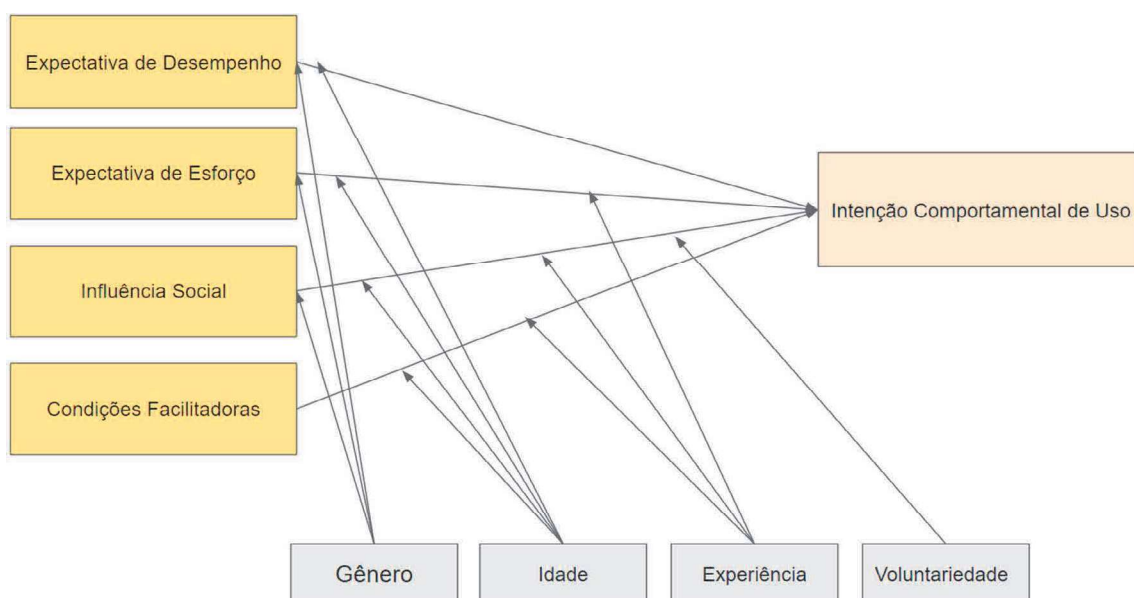 Expectativa de Desempenho
Expectativa de Esforço
Intenção Comportamental de Uso
Influência Social
Condições Facilitadoras
Gênero
Idade
Experiência
Voluntariedade